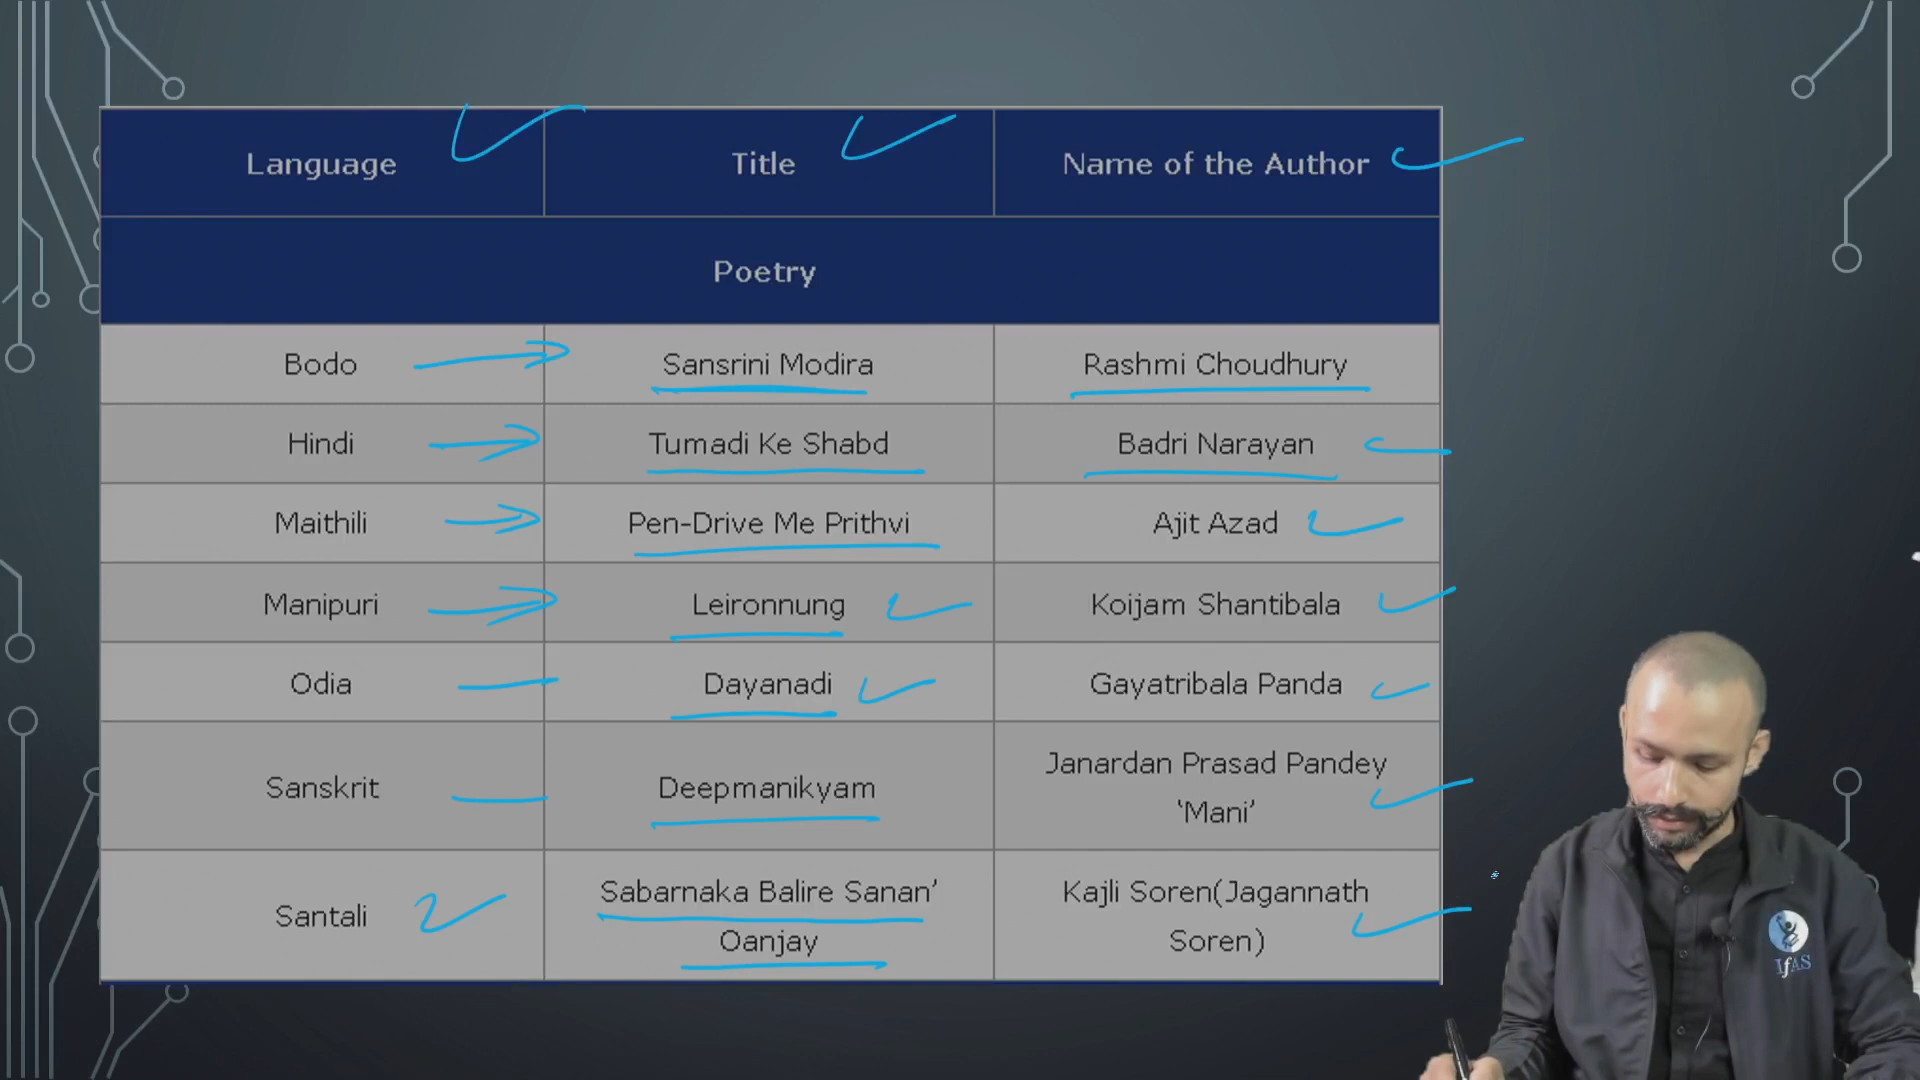 Language Title Name of the Author
Poetry
Bodo Sansrini Modira Rashmi Choudhury
Hindi Tumadi Ke Shabd Badri Narayan
Maithili Pen-Drive Me Prithvi Ajit Azad
Manipuri Leironnung Koijam Shantibala
Odia Dayanadi Gayatribala Panda
Sanskrit Deepmanikyam Janardan Prasad Pandey
‘Mani’
Santali Sabarnaka Balire Sanan’ Kajli Soren(Jagannath
Oanjay Soren)
IfAS